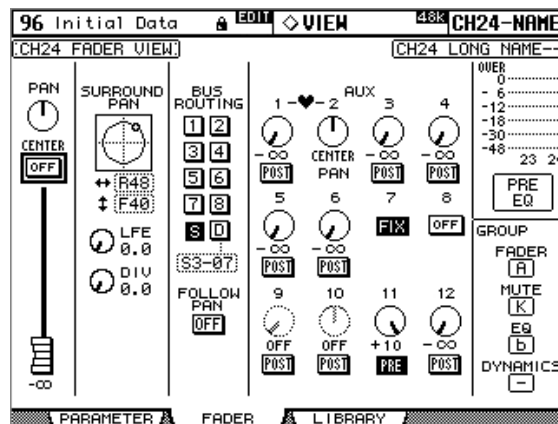 96 Initial Data EDIT ◇VIEW 48K CH24-NAME
CH24 FADER VIEW CH24 LONG NAME--
PAN
CENTER
OFF
-∞
SURROUND
PAN
↔ R48
↕ F40
LFE
0.0
DIV
0.0
BUS
ROUTING
1 2
3 4
5 6
7 8
S D
S3-07
FOLLOW
PAN
OFF
AUX
1 -♥- 2 3 4
-∞ CENTER -∞ -∞
POST PAN POST POST
5 6 7 8
FIX OFF
-∞ -∞
POST POST
9 10 11 12
OFF OFF +10 -∞
POST POST PRE POST
OVER
0
- 6
-12
-18
-30
-48
23
PRE
EQ
GROUP
FADER
A
MUTE
K
EQ
b
DYNAMICS
-
PARAMETER FADER LIBRARY